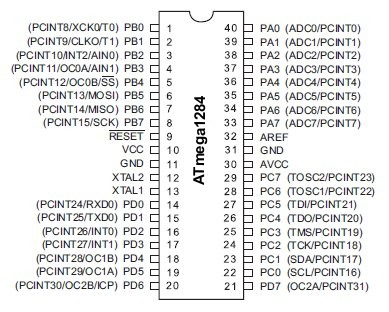 (PCINT8/XCK0/T0) PB0 1 40 PA0 (ADC0/PCINT0)
(PCINT9/CLKO/T1) PB1 2 39 PA1 (ADC1/PCINT1)
(PCINT10/INT2/AIN0) PB2 3 38 PA2 (ADC2/PCINT2)
(PCINT11/OC0A/AIN1) PB3 4 37 PA3 (ADC3/PCINT3)
(PCINT12/OC0B/SS) PB4 5 36 PA4 (ADC4/PCINT4)
(PCINT13/MOSI) PB5 6 35 PA5 (ADC5/PCINT5)
(PCINT14/MISO) PB6 7 34 PA6 (ADC6/PCINT6)
(PCINT15/SCK) PB7 8 33 PA7 (ADC7/PCINT7)
RESET 9 32 AREF
VCC 10 31 GND
GND 11 30 AVCC
XTAL2 12 29 PC7 (TOSC2/PCINT23)
XTAL1 13 28 PC6 (TOSC1/PCINT22)
(PCINT24/RXD0) PD0 14 27 PC5 (TDI/PCINT21)
(PCINT25/TXD0) PD1 15 26 PC4 (TDO/PCINT20)
(PCINT26/INT0) PD2 16 25 PC3 (TMS/PCINT19)
(PCINT27/INT1) PD3 17 24 PC2 (TCK/PCINT18)
(PCINT28/OC1B) PD4 18 23 PC1 (SDA/PCINT17)
(PCINT29/OC1A) PD5 19 22 PC0 (SCL/PCINT16)
(PCINT30/OC2B/ICP) PD6 20 21 PD7 (OC2A/PCINT31)
ATmega1284